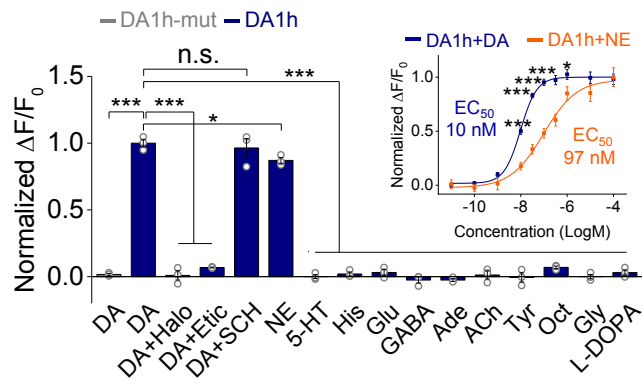 DA1h-mut DA1h
n.s.
***
*** ***
*
Normalized ΔF/F0
1.5
1.0
0.5
0.0
DA
DA
DA+Halo
DA+Etic
DA+SCH
NE
5-HT
His
Glu
GABA
Ade
ACh
Tyr
Oct
Gly
L-DOPA
DA1h+DA DA1h+NE
Normalized ΔF/F0
1.0
0.5
0.0
*
***
***
***
***
EC50
10 nM
EC50
97 nM
-10 -8 -6 -4
Concentration (LogM)